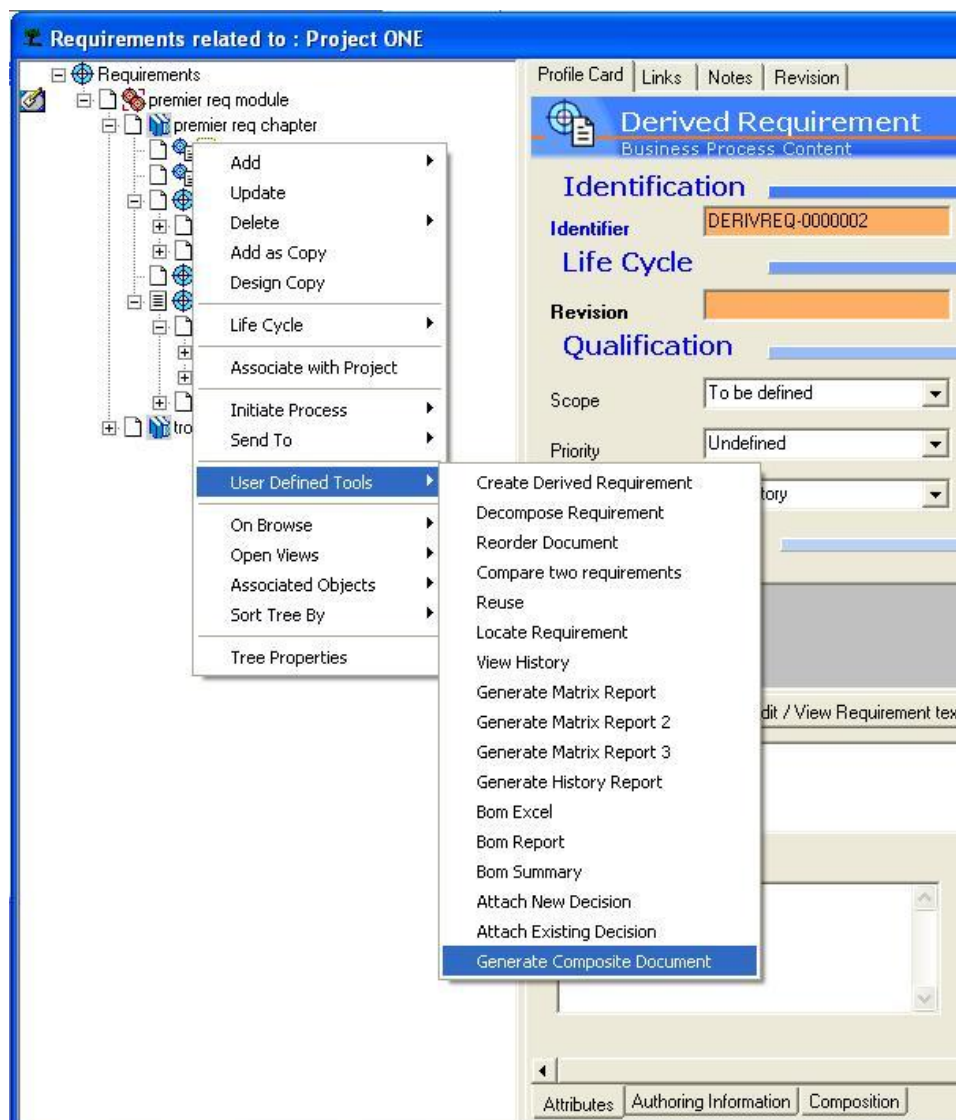 Requirements related to : Project ONE
Requirements
premier req module
premier req chapter
tro
Add
Update
Delete
Add as Copy
Design Copy
Life Cycle
Associate with Project
Initiate Process
Send To
User Defined Tools
On Browse
Open Views
Associated Objects
Sort Tree By
Tree Properties
Create Derived Requirement
Decompose Requirement
Reorder Document
Compare two requirements
Reuse
Locate Requirement
View History
Generate Matrix Report
Generate Matrix Report 2
Generate Matrix Report 3
Generate History Report
Bom Excel
Bom Report
Bom Summary
Attach New Decision
Attach Existing Decision
Generate Composite Document
Profile Card Links Notes Revision
Derived Requirement
Business Process Content
Identification
Identifier DERIVREQ-0000002
Life Cycle
Revision
Qualification
Scope To be defined
Priority Undefined
tory
dit / View Requirement tex
Attributes Authoring Information Composition